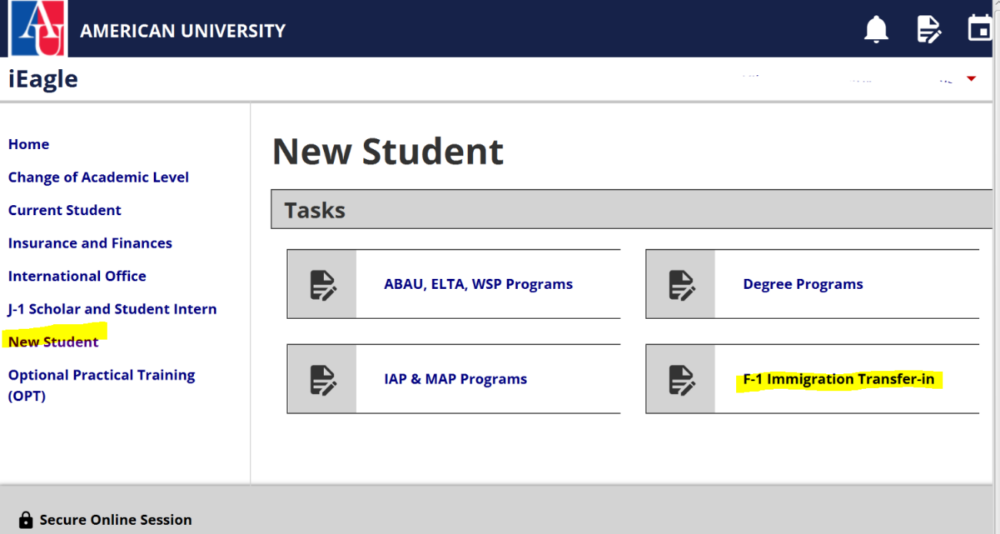 AU
AMERICAN UNIVERSITY
iEagle
Home
Change of Academic Level
Current Student
Insurance and Finances
International Office
J-1 Scholar and Student Intern
New Student
Optional Practical Training
(OPT)
New Student
Tasks
ABAU, ELTA, WSP Programs
Degree Programs
IAP & MAP Programs
F-1 Immigration Transfer-in
Secure Online Session